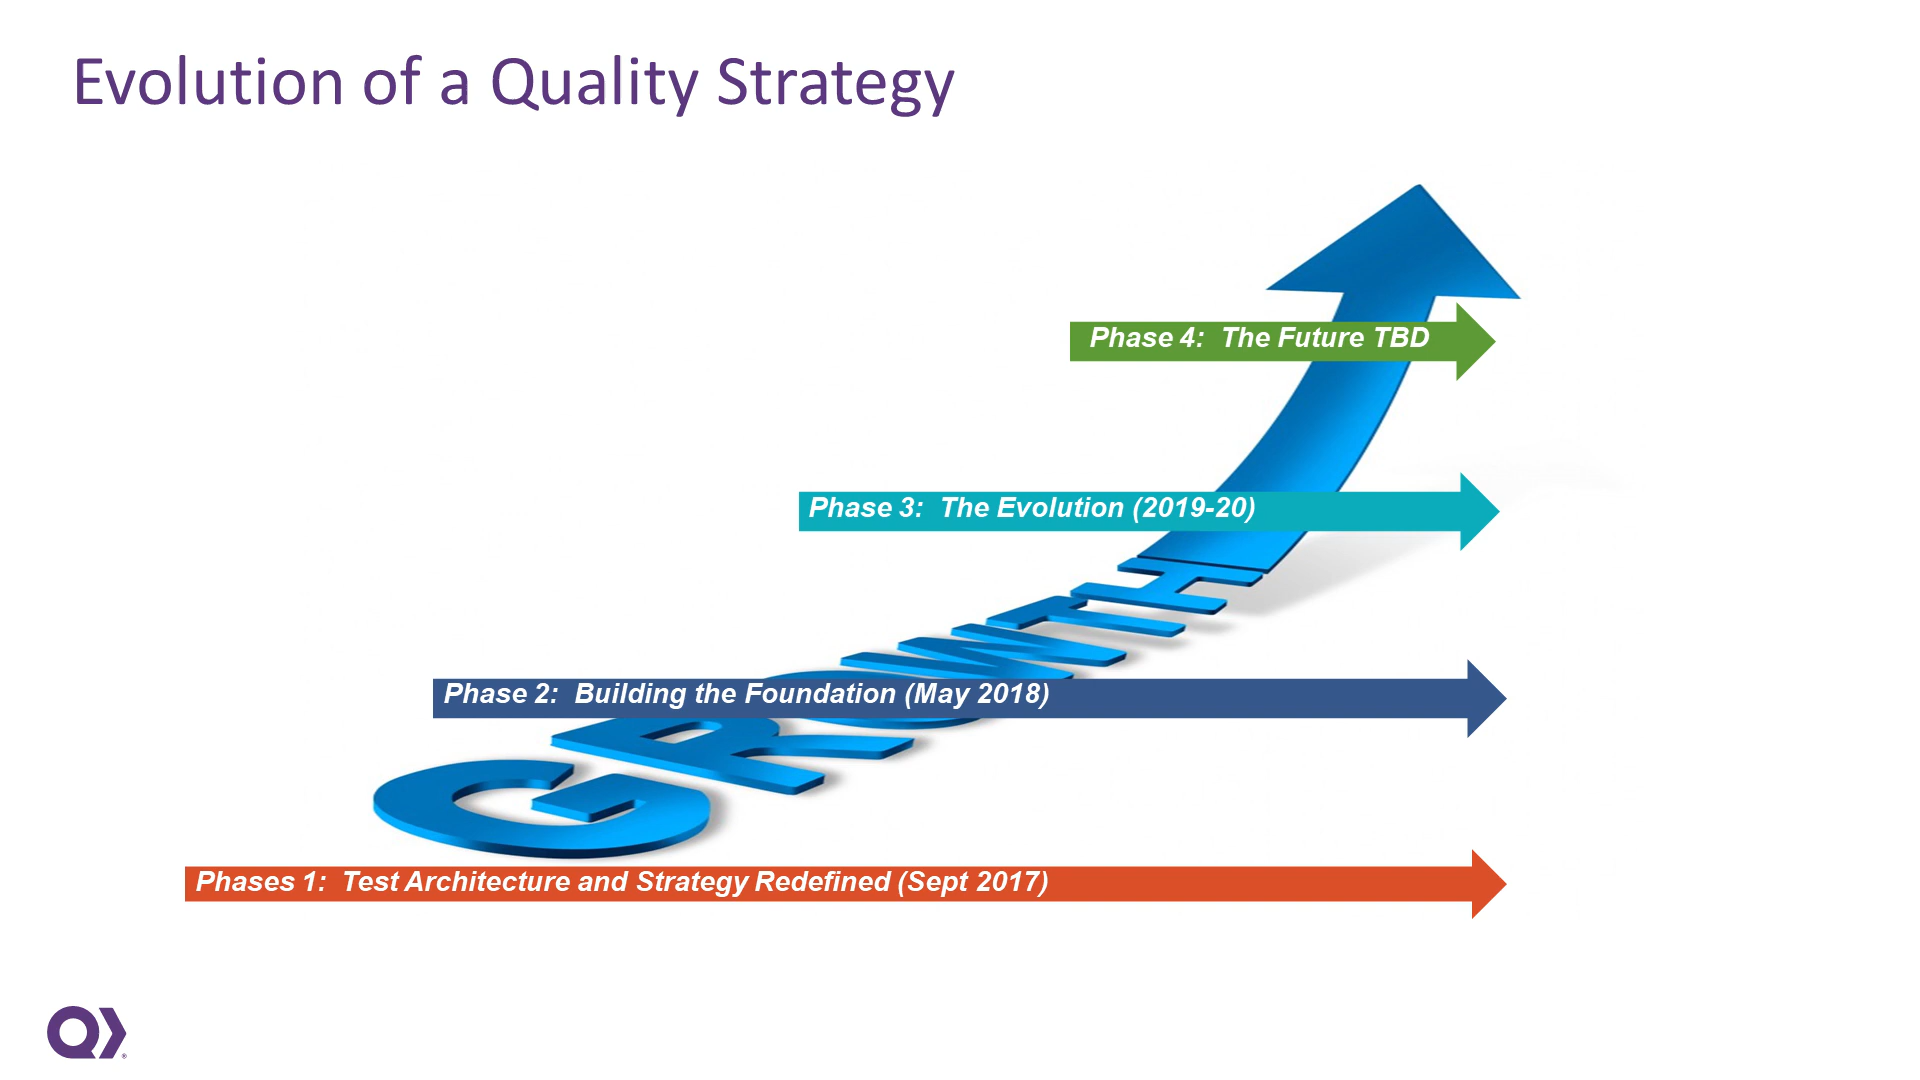 Evolution of a Quality Strategy
Phase 4: The Future TBD
Phase 3: The Evolution (2019-20)
GROWTH
Phase 2: Building the Foundation (May 2018)
Phases 1: Test Architecture and Strategy Redefined (Sept 2017)